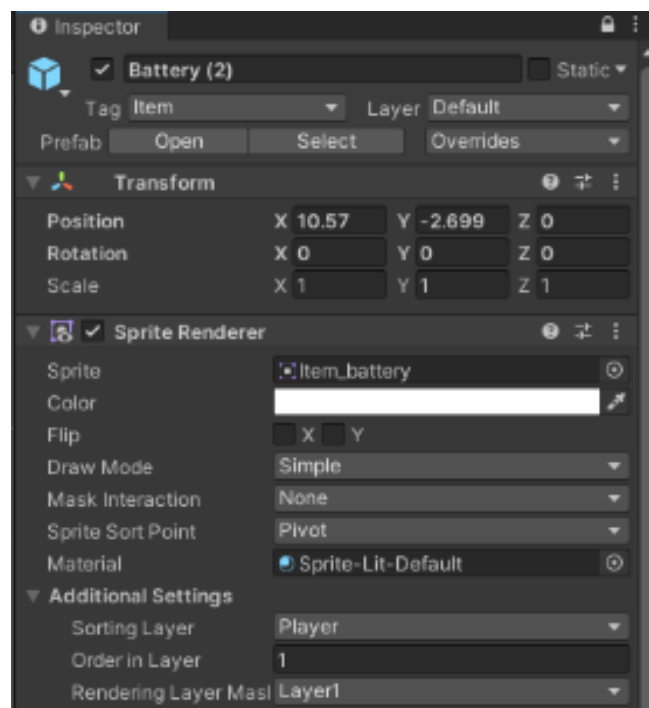 Inspector
Battery (2) Static
Tag Item Layer Default
Prefab Open Select Overrides
Transform
Position X 10.57 Y -2.699 Z 0
Rotation X 0 Y 0 Z 0
Scale X 1 Y 1 Z 1
Sprite Renderer
Sprite Item_battery
Color
Flip X Y
Draw Mode Simple
Mask Interaction None
Sprite Sort Point Pivot
Material Sprite-Lit-Default
Additional Settings
Sorting Layer Player
Order in Layer 1
Rendering Layer Masl Layer1